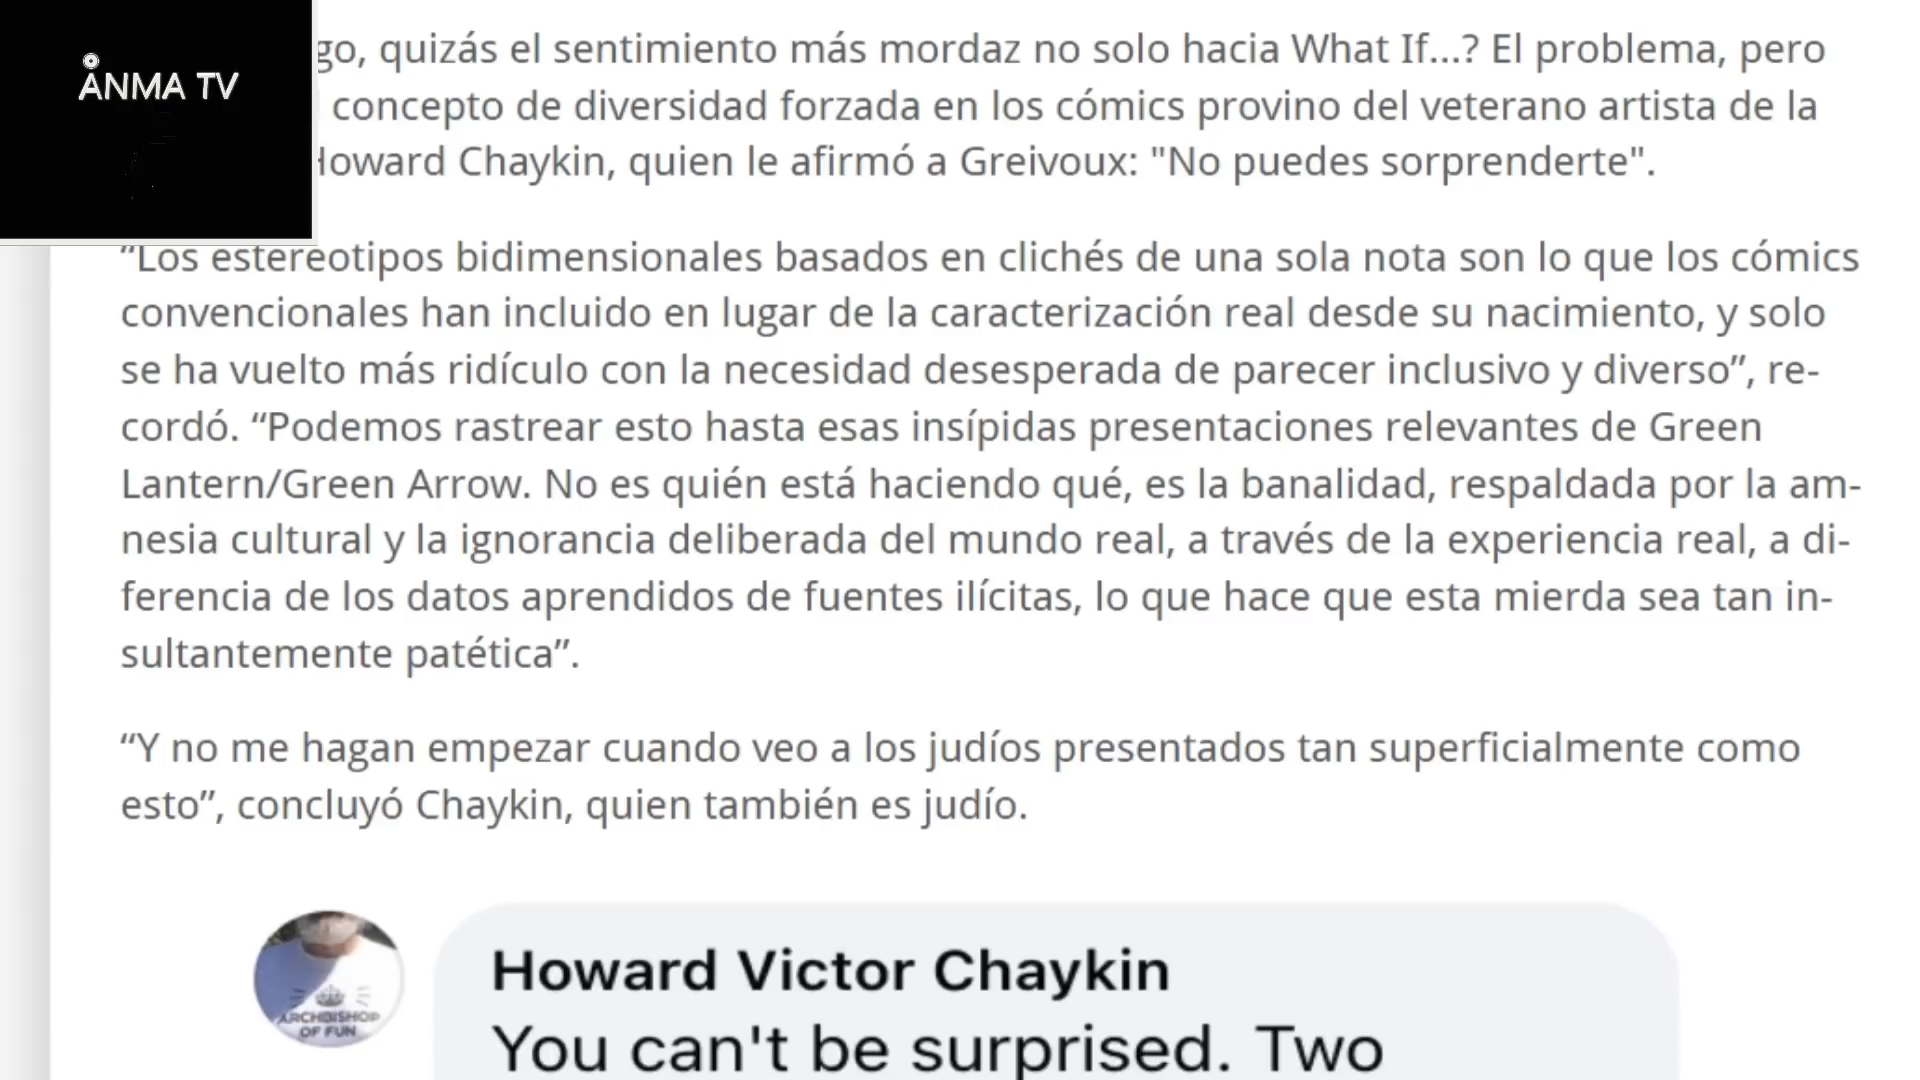 ANMA TV
go, quizás el sentimiento más mordaz no solo hacia What If...? El problema, pero
concepto de diversidad forzada en los cómics provino del veterano artista de la
Howard Chaykin, quien le afirmó a Greivoux: "No puedes sorprenderte".
“Los estereotipos bidimensionales basados en clichés de una sola nota son lo que los cómics
convencionales han incluido en lugar de la caracterización real desde su nacimiento, y solo
se ha vuelto más ridículo con la necesidad desesperada de parecer inclusivo y diverso”, re-
cordó. “Podemos rastrear esto hasta esas insípidas presentaciones relevantes de Green
Lantern/Green Arrow. No es quién está haciendo qué, es la banalidad, respaldada por la am-
nesia cultural y la ignorancia deliberada del mundo real, a través de la experiencia real, a di-
ferencia de los datos aprendidos de fuentes ilícitas, lo que hace que esta mierda sea tan in-
sultantemente patética”.
“Y no me hagan empezar cuando veo a los judíos presentados tan superficialmente como
esto”, concluyó Chaykin, quien también es judío.
ARCHBISHOP
OF FUN
Howard Victor Chaykin
You can't be surprised. Two